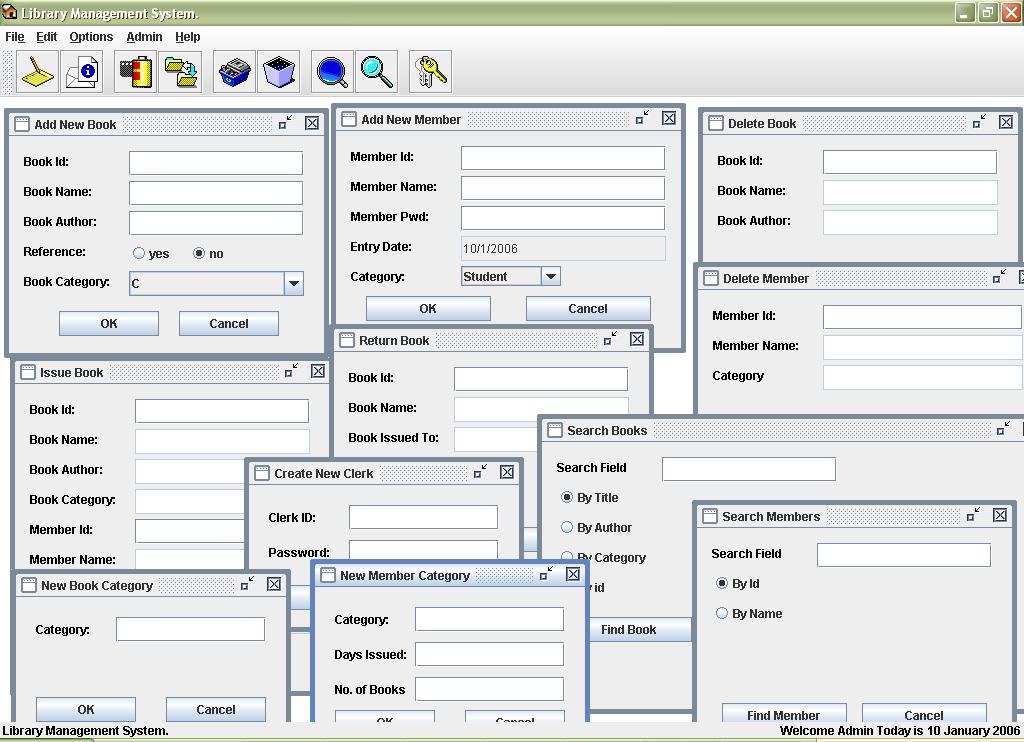 Library Management System.
File Edit Options Admin Help
Add New Book
Book Id:
Book Name:
Book Author:
Reference: yes no
Book Category: C
OK Cancel
Add New Member
Member Id:
Member Name:
Member Pwd:
Entry Date: 10/1/2006
Category: Student
OK Cancel
Delete Book
Book Id:
Book Name:
Book Author:
Delete Member
Member Id:
Member Name:
Category
Issue Book
Book Id:
Book Name:
Book Author:
Book Category:
Member Id:
Member Name:
Return Book
Book Id:
Book Name:
Book Issued To:
Search Books
Search Field
By Title
By Author
By Category
id
Find Book
Create New Clerk
Clerk ID:
Password:
Search Members
Search Field
By Id
By Name
Find Member Cancel
New Book Category
Category:
OK Cancel
New Member Category
Category:
Days Issued:
No. of Books
OK Cancel
Library Management System.
Welcome Admin Today is 10 January 2006